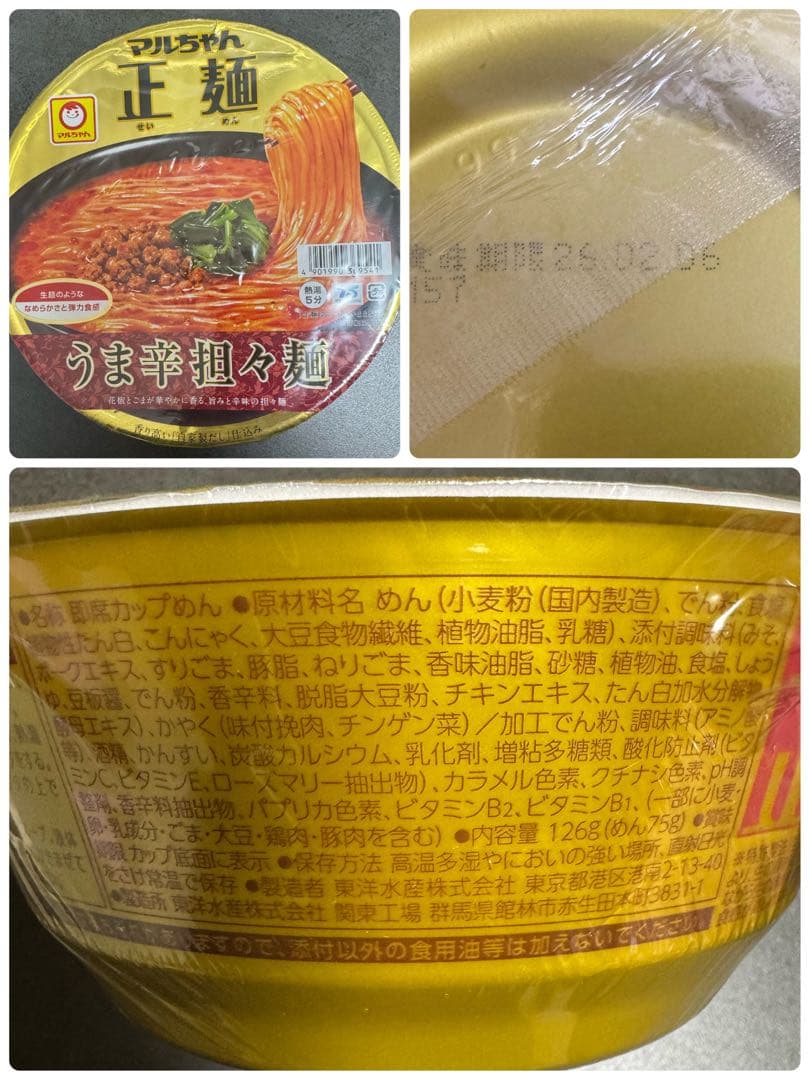 マルちゃん
正麺
せい めん
マルちゃん
4 901990 369541
熱湯
5分
生麺のような
なめらかさと弾力食感
うま辛担々麺
花椒とごまが華やかに香る、旨みと辛味の担々麺
香り高い「自家製だし」仕込み
賞味期限26.02.06
157
●名称 即席カップめん ●原材料名 めん(小麦粉(国内製造)、でん粉、食塩、
植物性たん白、こんにゃく、大豆食物繊維、植物油脂、乳糖)、添付調味料(みそ、
ポークエキス、すりごま、豚脂、ねりごま、香味油脂、砂糖、植物油、食塩、しょう
ゆ、豆板醤、でん粉、香辛料、脱脂大豆粉、チキンエキス、たん白加水分解物、
酵母エキス)、かやく(味付挽肉、チンゲン菜)/加工でん粉、調味料(アミノ酸
等)、酒精、かんすい、炭酸カルシウム、乳化剤、増粘多糖類、酸化防止剤(ビタ
ミンC、ビタミンE、ローズマリー抽出物)、カラメル色素、クチナシ色素、pH調
整剤、香辛料抽出物、パプリカ色素、ビタミンB2、ビタミンB1、(一部に小麦・
卵・乳成分・ごま・大豆・鶏肉・豚肉を含む) ●内容量 126g(めん75g) ●賞味
期限 カップ底面に表示 ●保存方法 高温多湿やにおいの強い場所、直射日光
をさけ常温で保存 ●製造者 東洋水産株式会社 東京都港区港南2-13-40
●製造所 東洋水産株式会社 関東工場 群馬県館林市赤生田本町3831-1
ますので、添付以外の食用油等は加えないでください。